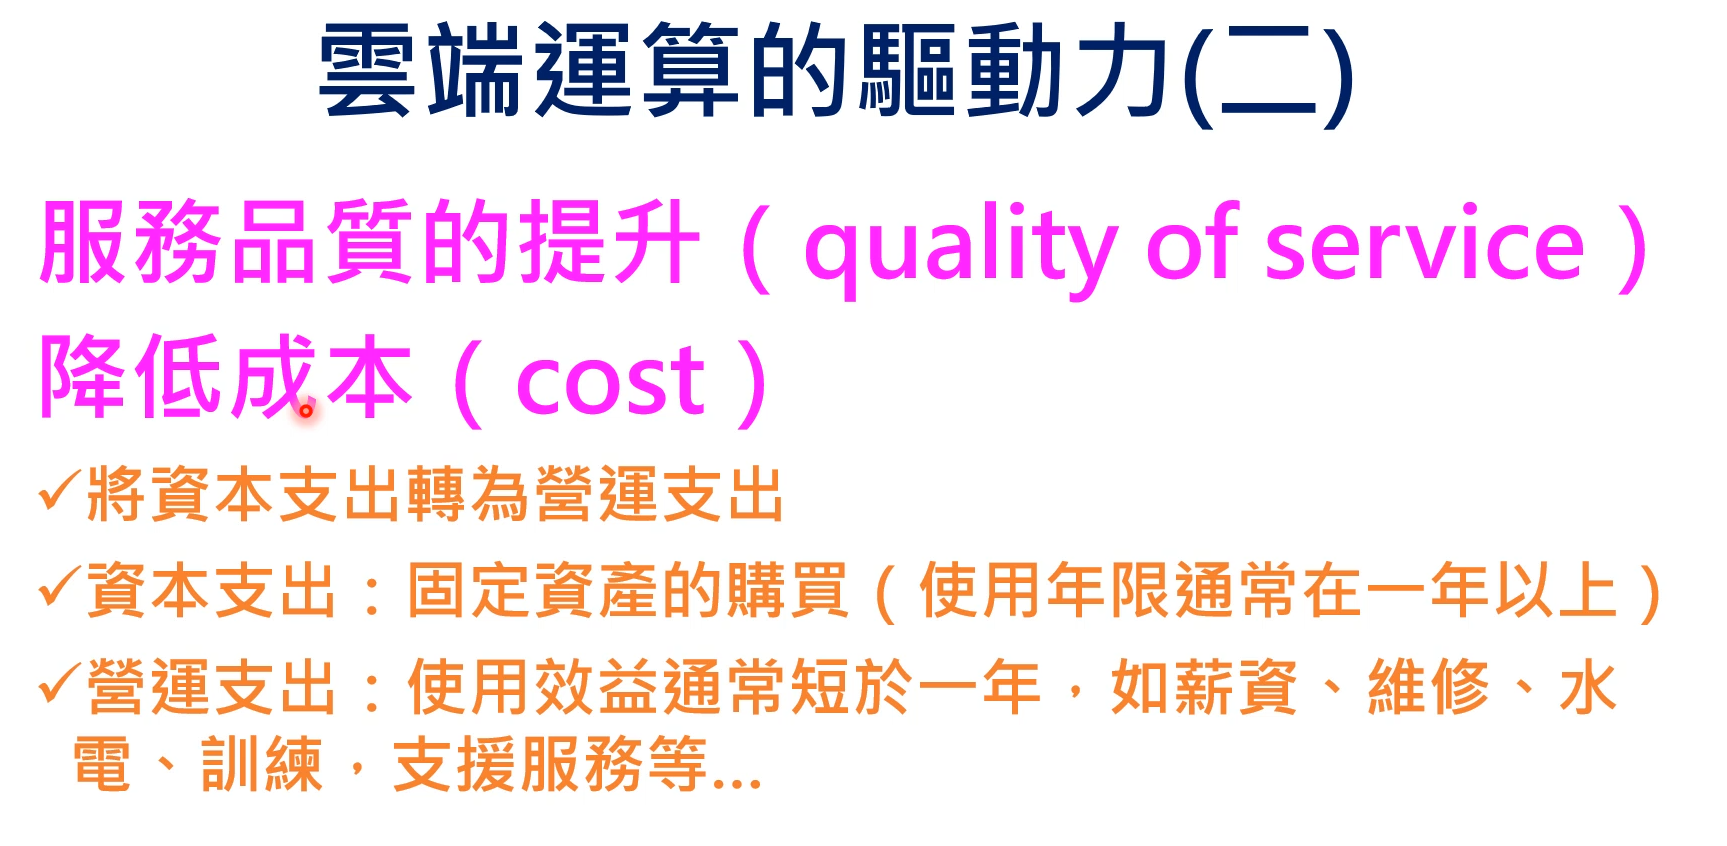 雲端運算的驅動力(二)
服務品質的提升（quality of service）
降低成本（cost）
✓將資本支出轉為營運支出
✓資本支出：固定資產的購買（使用年限通常在一年以上）
✓營運支出：使用效益通常短於一年，如薪資、維修、水
電、訓練，支援服務等…